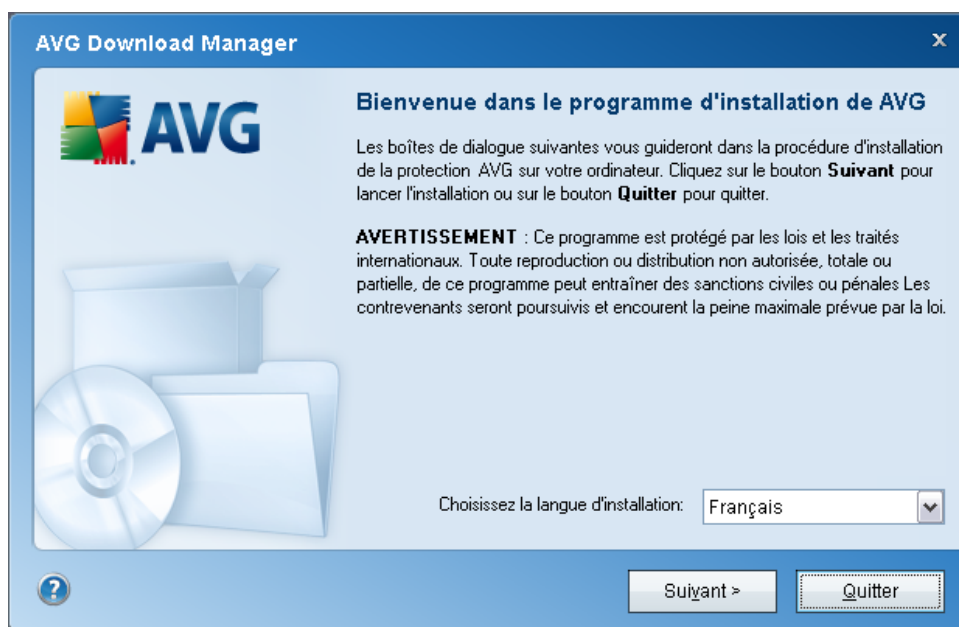 AVG Download Manager
x
AVG
Bienvenue dans le programme d'installation de AVG
Les boîtes de dialogue suivantes vous guideront dans la procédure d'installation
de la protection AVG sur votre ordinateur. Cliquez sur le bouton Suivant pour
lancer l'installation ou sur le bouton Quitter pour quitter.
AVERTISSEMENT : Ce programme est protégé par les lois et les traités
internationaux. Toute reproduction ou distribution non autorisée, totale ou
partielle, de ce programme peut entraîner des sanctions civiles ou pénales Les
contrevenants seront poursuivis et encourent la peine maximale prévue par la loi.
Choisissez la langue d'installation:
Français
?
Suivant >
Quitter